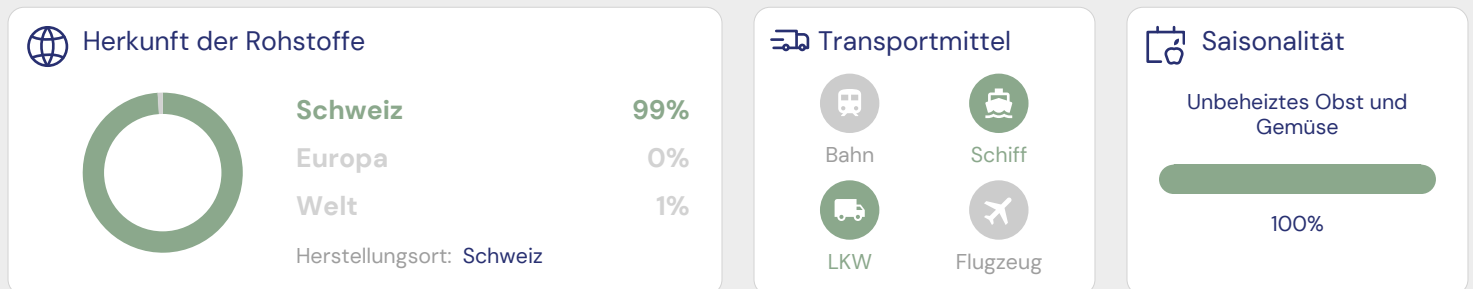 Herkunft der Rohstoffe
Schweiz 99%
Europa 0%
Welt 1%
Herstellungsort: Schweiz
Transportmittel
Bahn Schiff
LKW Flugzeug
Saisonalität
Unbeheiztes Obst und
Gemüse
100%